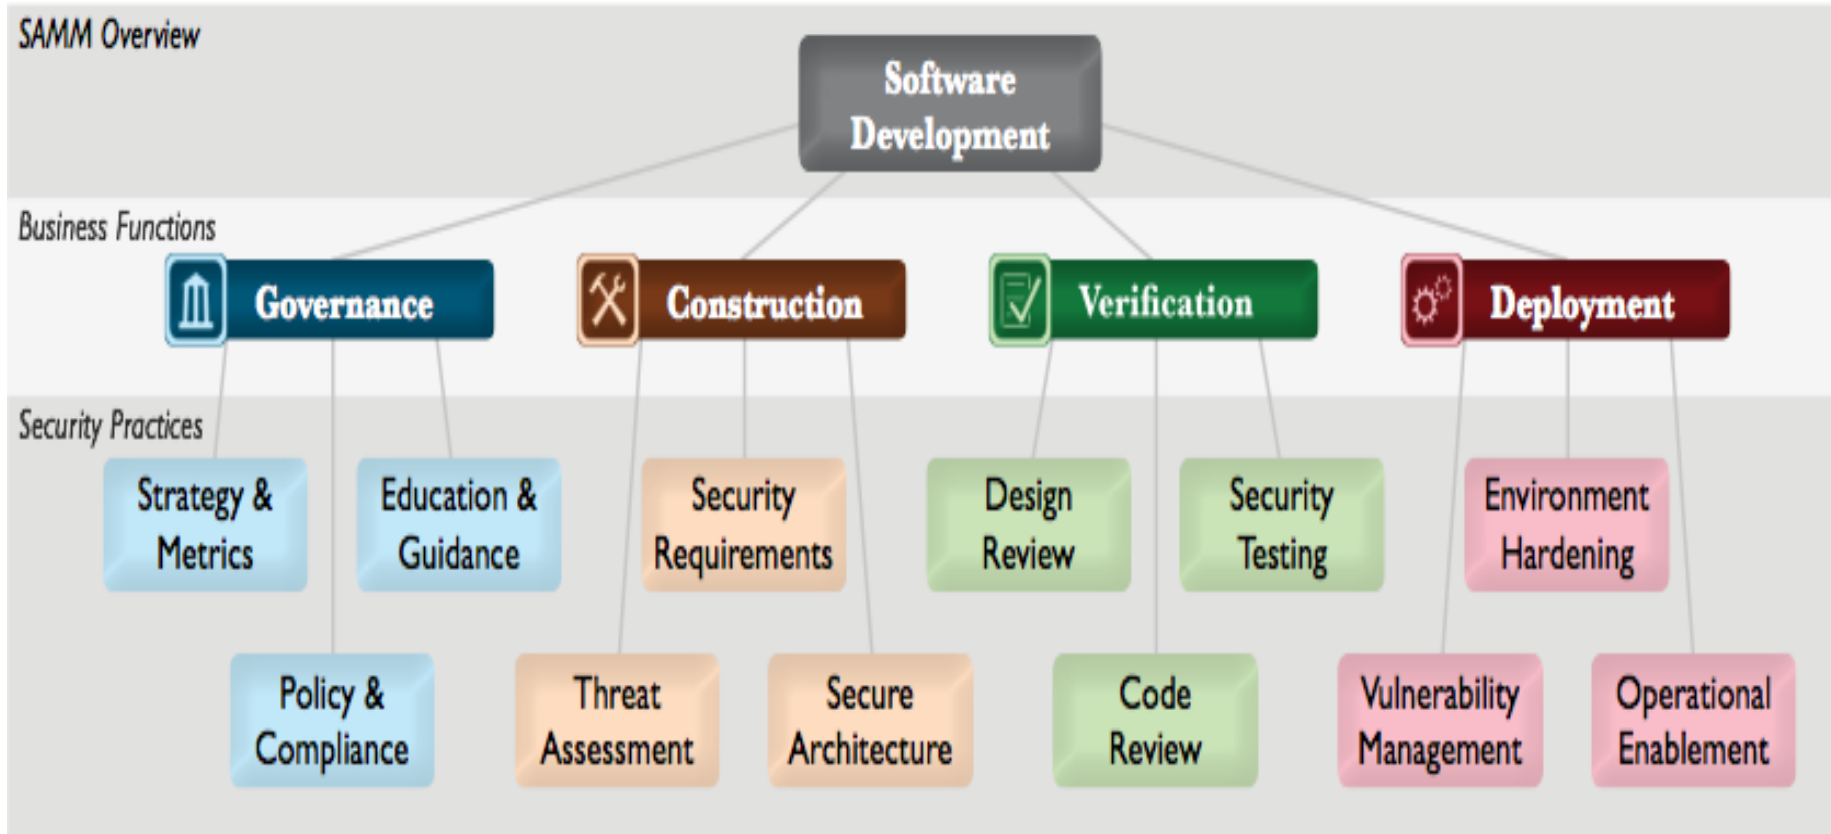 SAMM Overview
Software
Development
Business Functions
Governance
Construction
Verification
Deployment
Security Practices
Strategy &
Metrics
Education &
Guidance
Security
Requirements
Design
Review
Security
Testing
Environment
Hardening
Policy &
Compliance
Threat
Assessment
Secure
Architecture
Code
Review
Vulnerability
Management
Operational
Enablement